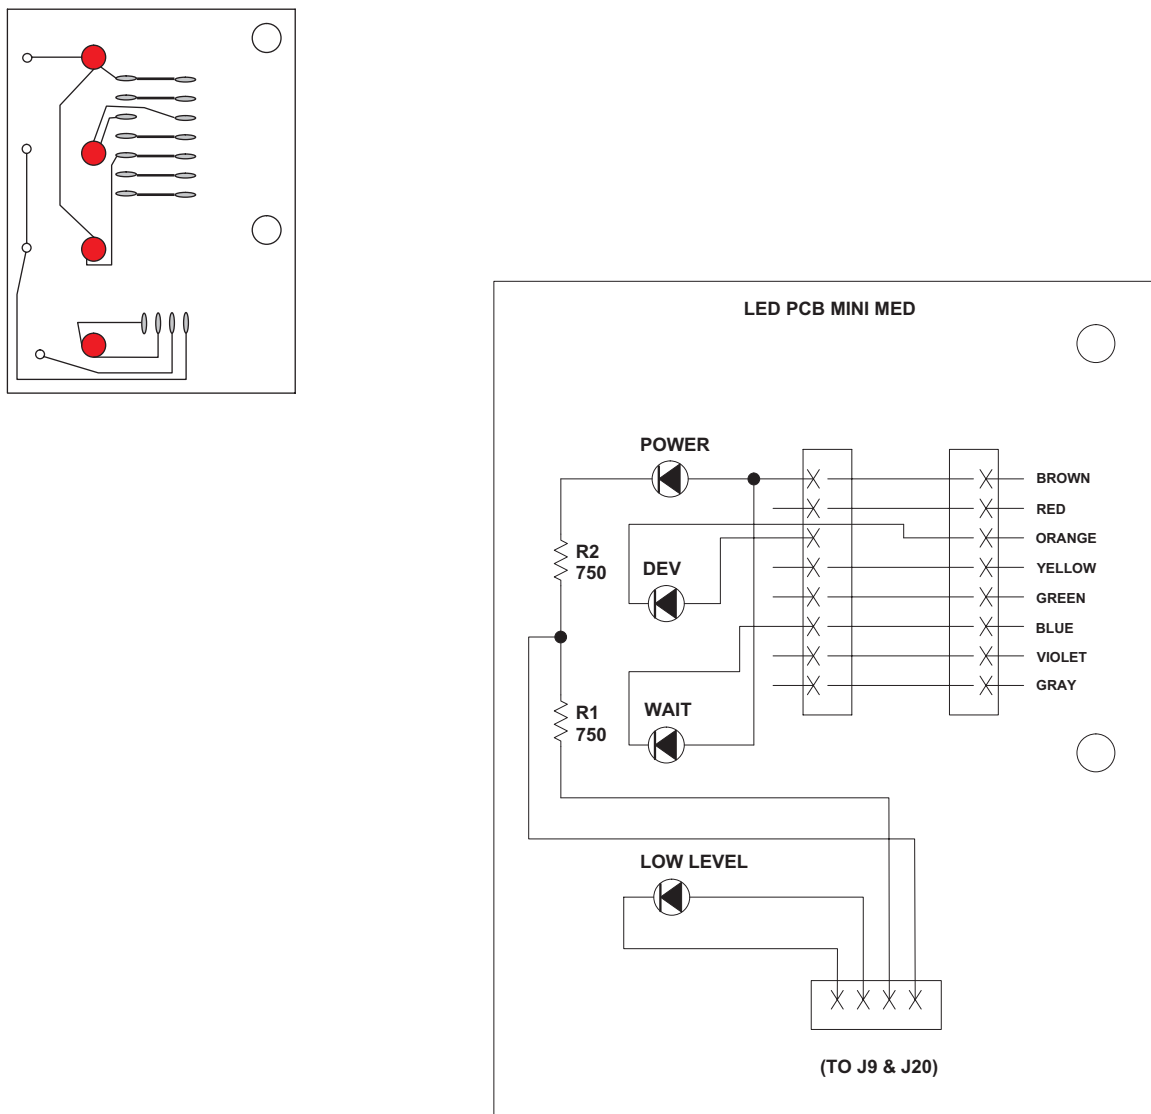 LED PCB MINI MED
POWER
BROWN
RED
ORANGE
R2
750
DEV
YELLOW
GREEN
BLUE
VIOLET
GRAY
R1
750
WAIT
LOW LEVEL
(TO J9 & J20)